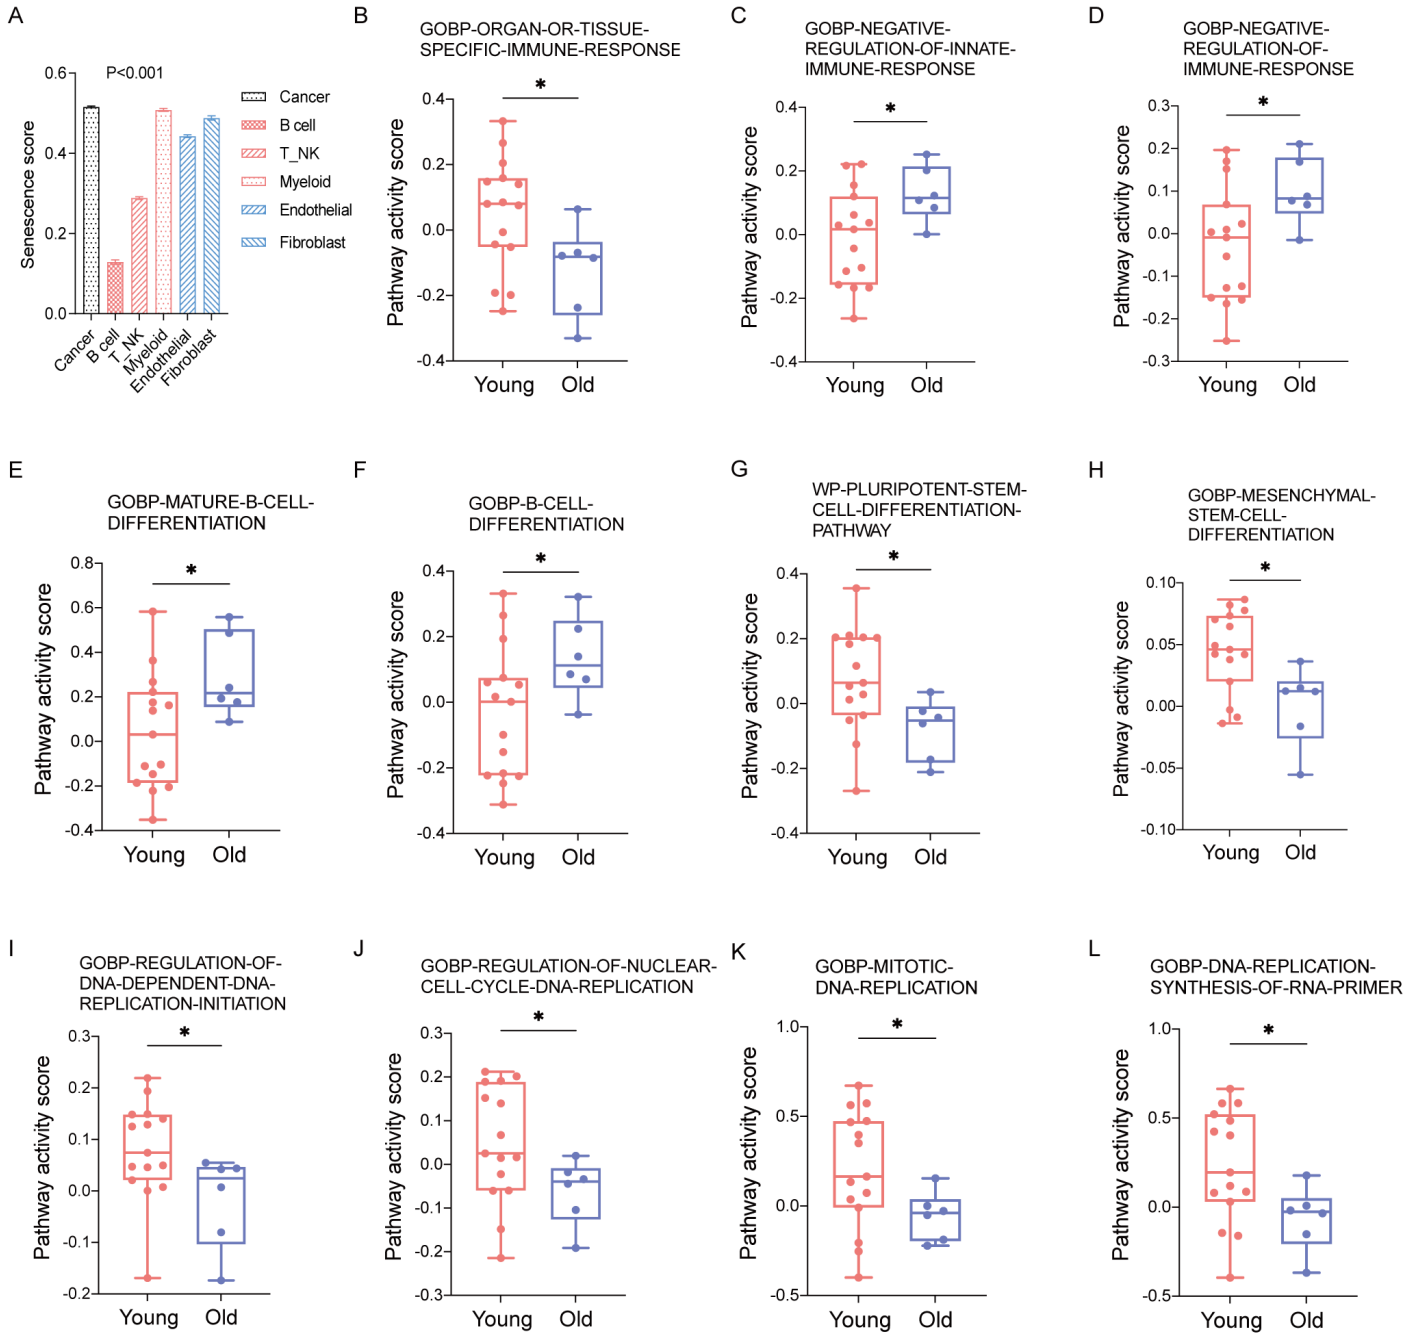 A
P<0.001
Senescence score
0.6
0.4
0.2
0.0
Cancer
B cell
T_NK
Myeloid
Endothelial
Fibroblast
Cancer
B cell
T_NK
Myeloid
Endothelial
Fibroblast
B
GOBP-ORGAN-OR-TISSUE-
SPECIFIC-IMMUNE-RESPONSE
*
Pathway activity score
0.4
0.2
0.0
-0.2
-0.4
Young
Old
C
GOBP-NEGATIVE-
REGULATION-OF-INNATE-
IMMUNE-RESPONSE
*
Pathway activity score
0.4
0.2
0.0
-0.2
-0.4
Young
Old
D
GOBP-NEGATIVE-
REGULATION-OF-
IMMUNE-RESPONSE
*
Pathway activity score
0.3
0.2
0.1
0.0
-0.1
-0.2
-0.3
Young
Old
E
GOBP-MATURE-B-CELL-
DIFFERENTIATION
*
Pathway activity score
0.8
0.6
0.4
0.2
0.0
-0.2
-0.4
Young
Old
F
GOBP-B-CELL-
DIFFERENTIATION
*
Pathway activity score
0.4
0.2
0.0
-0.2
-0.4
Young
Old
G
WP-PLURIPOTENT-STEM-
CELL-DIFFERENTIATION-
PATHWAY
*
Pathway activity score
0.4
0.2
0.0
-0.2
-0.4
Young
Old
H
GOBP-MESENCHYMAL-
STEM-CELL-
DIFFERENTIATION
*
Pathway activity score
0.10
0.05
0.00
-0.05
-0.10
Young
Old
I
GOBP-REGULATION-OF-
DNA-DEPENDENT-DNA-
REPLICATION-INITIATION
*
Pathway activity score
0.3
0.2
0.1
0.0
-0.1
-0.2
Young
Old
J
GOBP-REGULATION-OF-NUCLEAR-
CELL-CYCLE-DNA-REPLICATION
*
Pathway activity score
0.3
0.2
0.1
0.0
-0.1
-0.2
-0.3
Young
Old
K
GOBP-MITOTIC-
DNA-REPLICATION
*
Pathway activity score
1.0
0.5
0.0
-0.5
Young
Old
L
GOBP-DNA-REPLICATION-
SYNTHESIS-OF-RNA-PRIMER
*
Pathway activity score
1.0
0.5
0.0
-0.5
Young
Old